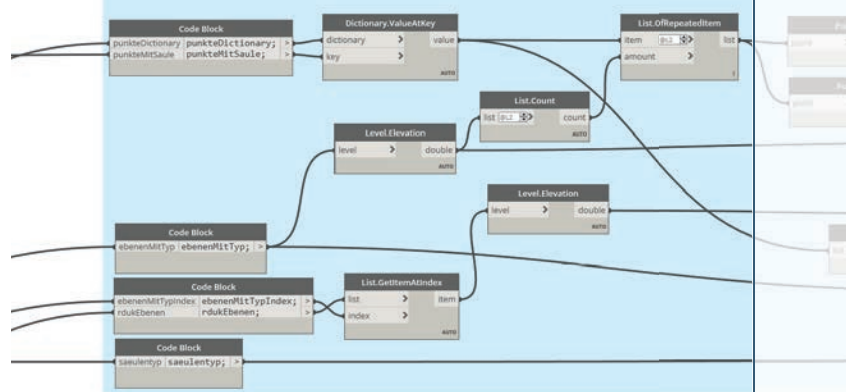 Code Block
punkteDictionary punkteDictionary; >
punkteMitSaule punkteMitSaule; >
Dictionary.ValueAtKey
dictionary > value
key >
AUTO
List.OfRepeatedItem
item @L2 > list
amount >
List.Count
list @L2 > count
AUTO
Level.Elevation
level > double
AUTO
Level.Elevation
level > double
AUTO
Code Block
ebenenMitTyp ebenenMitTyp; >
Code Block
ebenenMitTypIndex ebenenMitTypIndex; >
rdukEbenen rdukEbenen; >
List.GetItemAtIndex
list > item
index >
AUTO
Code Block
saeulentyp saeulentyp; >